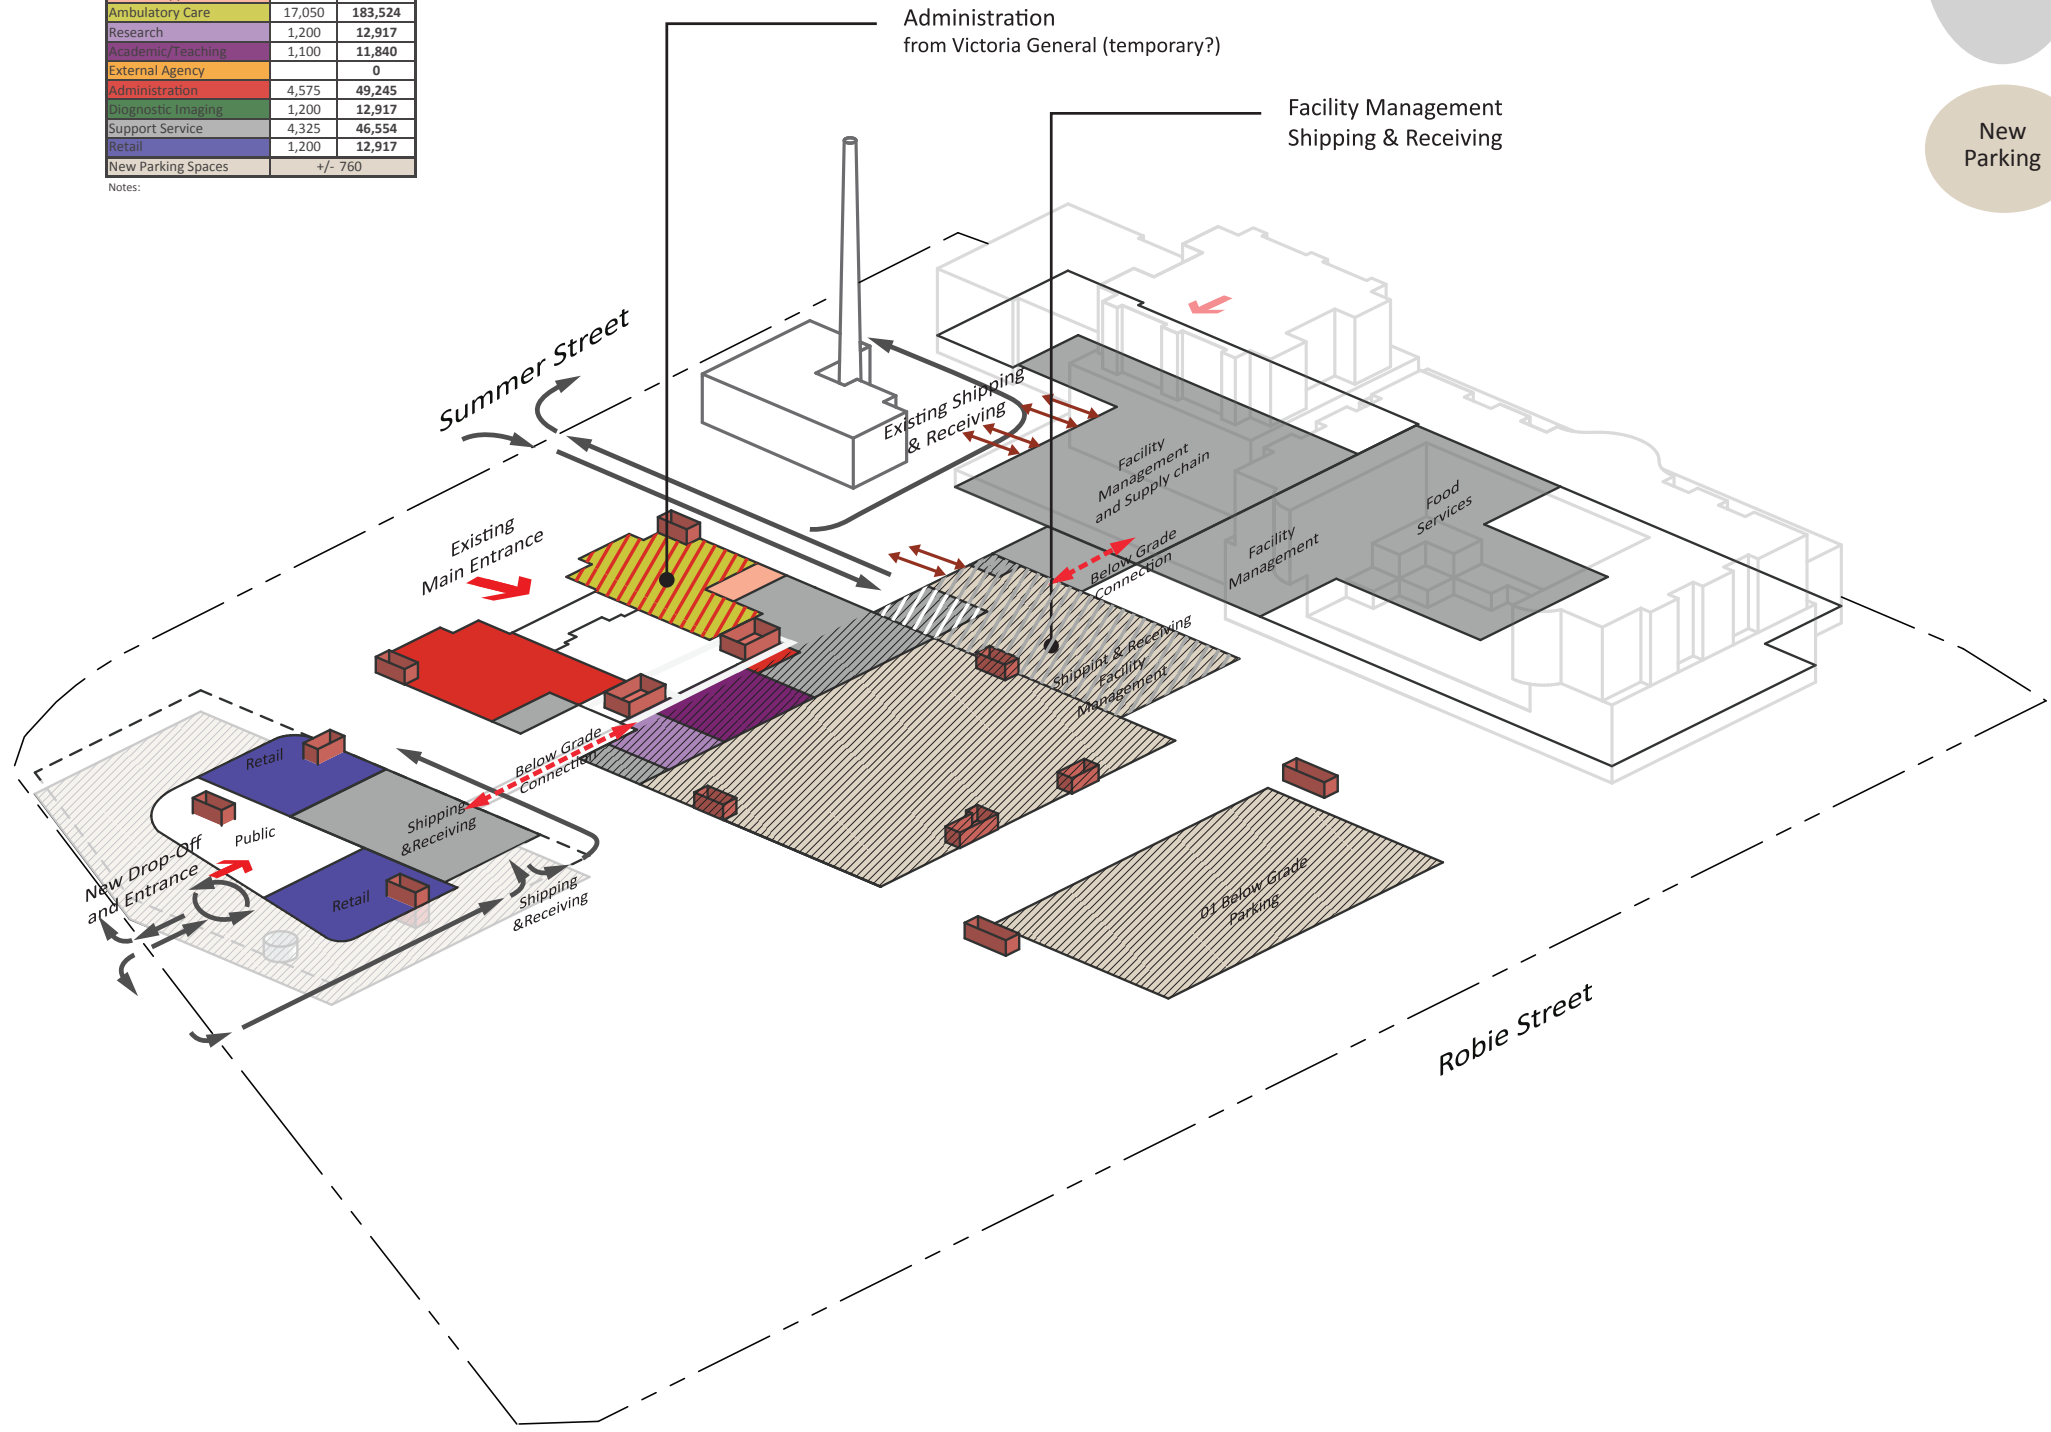 Ambulatory Care 17,050 183,524
Research 1,200 12,917
Academic/Teaching 1,100 11,840
External Agency 0
Administration 4,575 49,245
Diognostic Imaging 1,200 12,917
Support Service 4,325 46,554
Retail 1,200 12,917
New Parking Spaces +/- 760
Notes:
Administration
from Victoria General (temporary?)
Facility Management
Shipping & Receiving
New
Parking
Summer Street
Existing Shipping
& Receiving
Facility
Management
and Supply chain
Food
Services
Facility
Management
Below Grade
Connection
Existing
Main Entrance
Shippint & Receiving
Facility
Management
Below Grade
Connection
Retail
Public
Shipping
&Receiving
New Drop-Off
and Entrance
Retail
Shipping
&Receiving
01 Below Grade
Parking
Robie Street